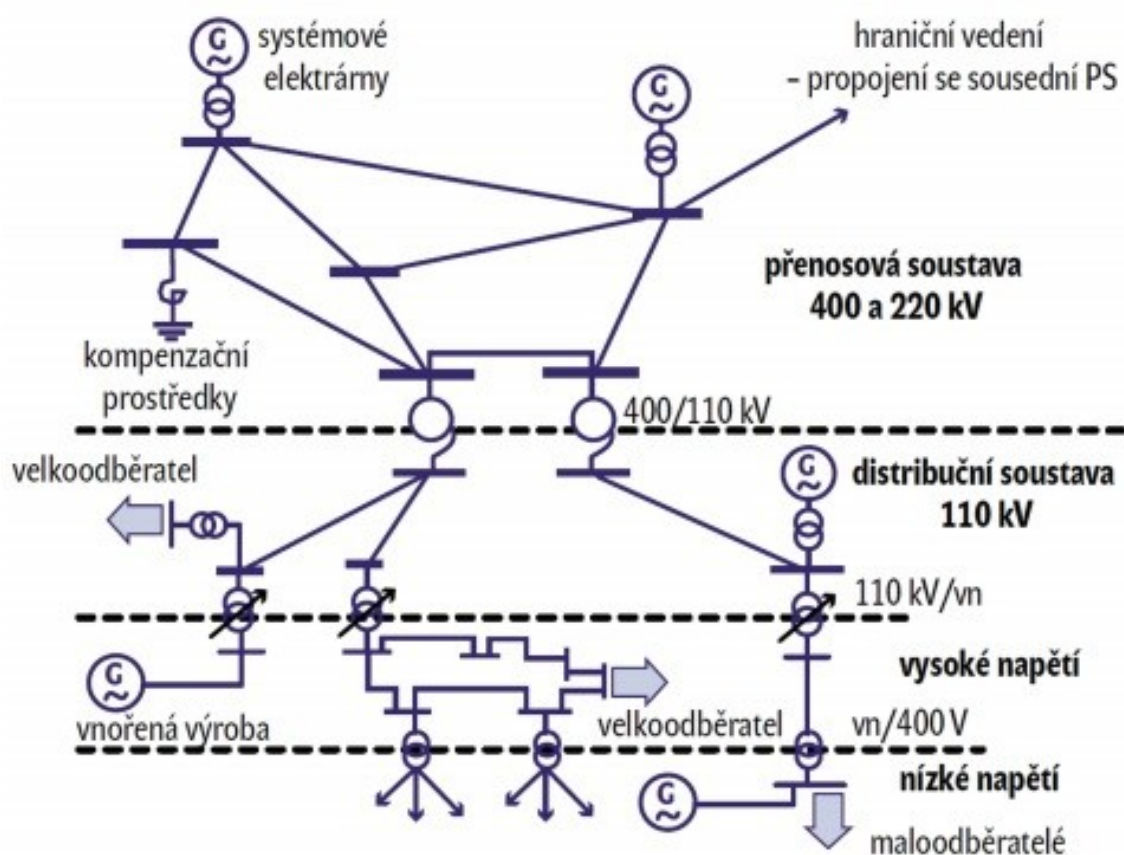 G
~
systémové
elektrárny
G
~
hraniční vedení
– propojení se sousední PS
přenosová soustava
400 a 220 kV
kompenzační
prostředky
400/110 kV
velkoodběratel
G
~
distribuční soustava
110 kV
110 kV/vn
vysoké napětí
G
~
vnořená výroba
velkoodběratel
vn/400 V
nízké napětí
G
~
maloodběratelé